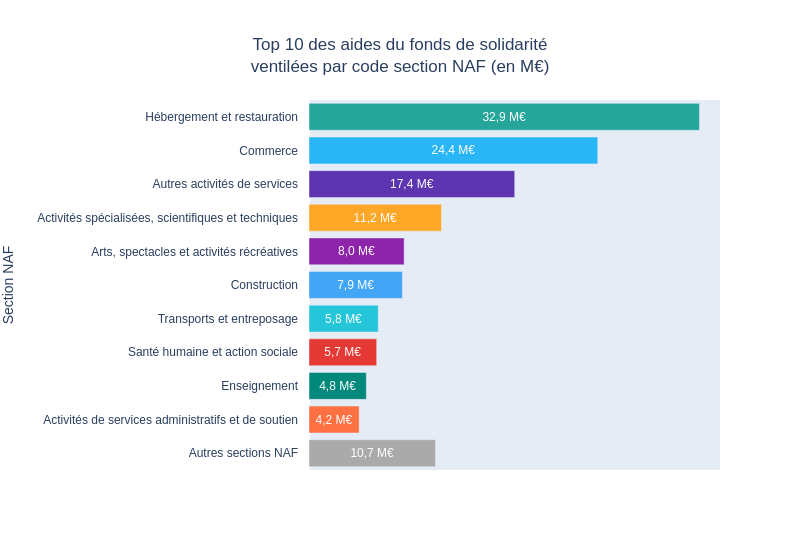 Top 10 des aides du fonds de solidarité
ventilées par code section NAF (en M€)
Section NAF
Hébergement et restauration 32,9 M€
Commerce 24,4 M€
Autres activités de services 17,4 M€
Activités spécialisées, scientifiques et techniques 11,2 M€
Arts, spectacles et activités récréatives 8,0 M€
Construction 7,9 M€
Transports et entreposage 5,8 M€
Santé humaine et action sociale 5,7 M€
Enseignement 4,8 M€
Activités de services administratifs et de soutien 4,2 M€
Autres sections NAF 10,7 M€